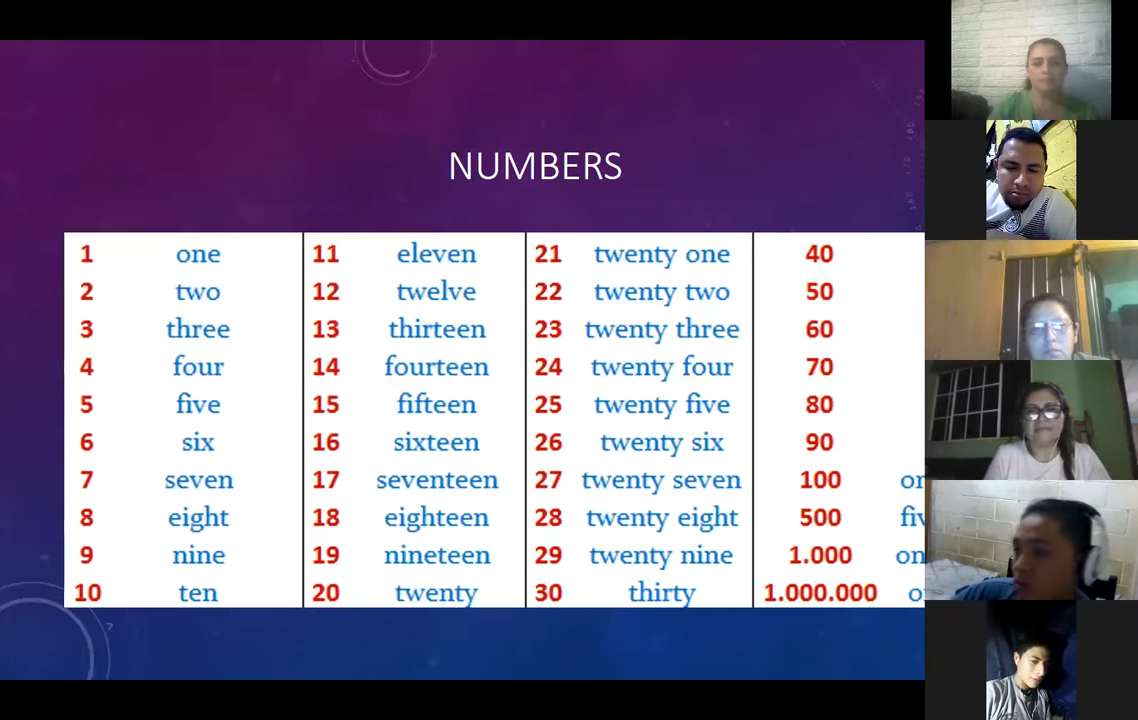 NUMBERS
1 one 11 eleven 21 twenty one 40
2 two 12 twelve 22 twenty two 50
3 three 13 thirteen 23 twenty three 60
4 four 14 fourteen 24 twenty four 70
5 five 15 fifteen 25 twenty five 80
6 six 16 sixteen 26 twenty six 90
7 seven 17 seventeen 27 twenty seven 100
8 eight 18 eighteen 28 twenty eight 500
9 nine 19 nineteen 29 twenty nine 1.000
10 ten 20 twenty 30 thirty 1.000.000